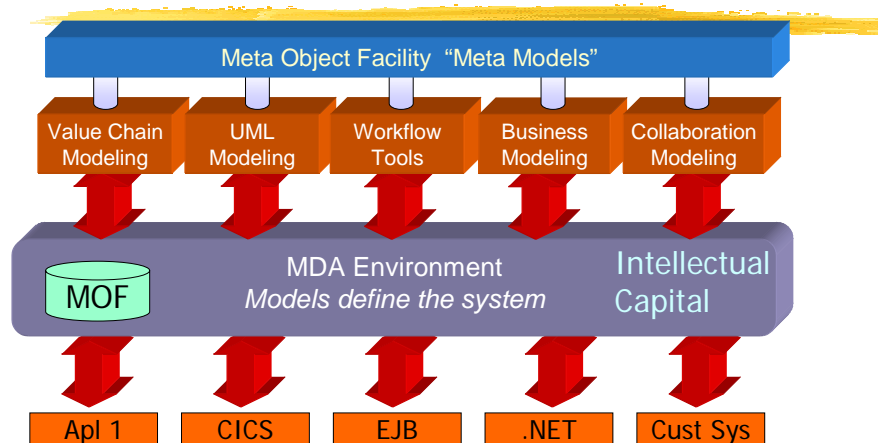 Meta Object Facility “Meta Models”
Value Chain
Modeling
UML
Modeling
Workflow
Tools
Business
Modeling
Collaboration
Modeling
MOF
MDA Environment
Models define the system
Intellectual
Capital
Apl 1
CICS
EJB
.NET
Cust Sys